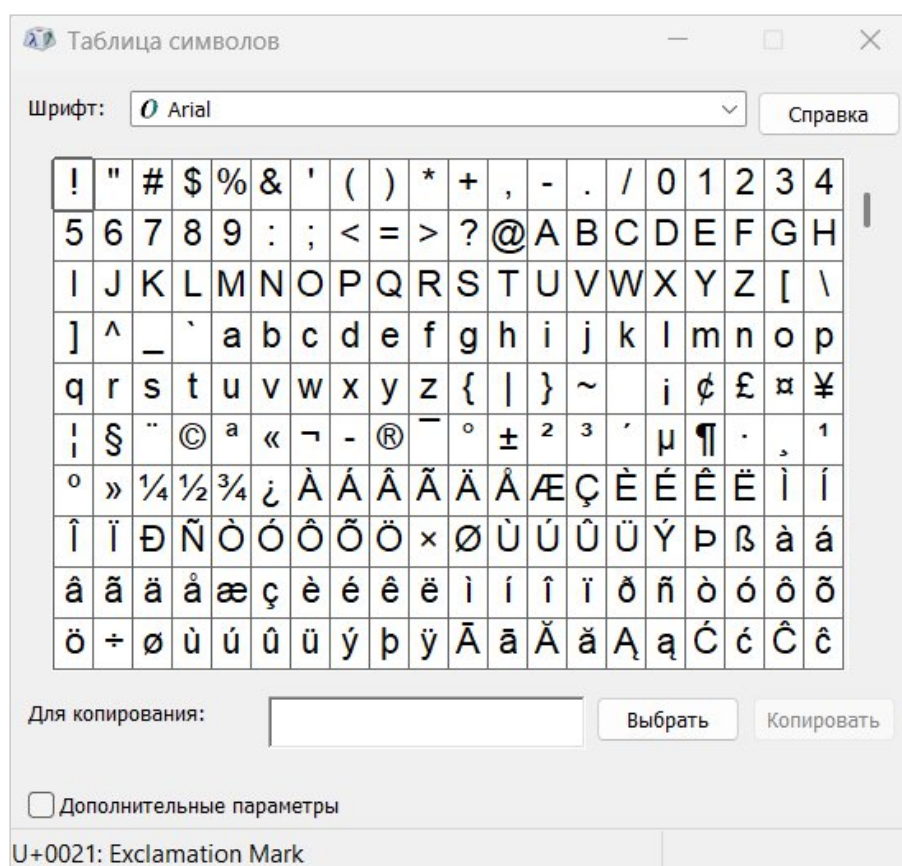 Таблица символов
Шрифт: O Arial Справка
! " # $ % & ' ( ) * + , - . / 0 1 2 3 4
5 6 7 8 9 : ; < = > ? @ A B C D E F G H
I J K L M N O P Q R S T U V W X Y Z [ \
] ^ _ ` a b c d e f g h i j k l m n o p
q r s t u v w x y z { | } ~   ¡ ¢ £ ¤ ¥
¦ § ¨ © ª « ¬ - ® ¯ ° ± ² ³ ´ µ ¶ · ¸ ¹
º » ¼ ½ ¾ ¿ À Á Â Ã Ä Å Æ Ç È É Ê Ë Ì Í
Î Ï Ð Ñ Ò Ó Ô Õ Ö × Ø Ù Ú Û Ü Ý Þ ß à á
â ã ä å æ ç è é ê ë ì í î ï ð ñ ò ó ô õ
ö ÷ ø ù ú û ü ý þ ÿ Ā ā Ă ă Ą ą Ć ć Ĉ ĉ
Для копирования: Выбрать Копировать
Дополнительные параметры
U+0021: Exclamation Mark